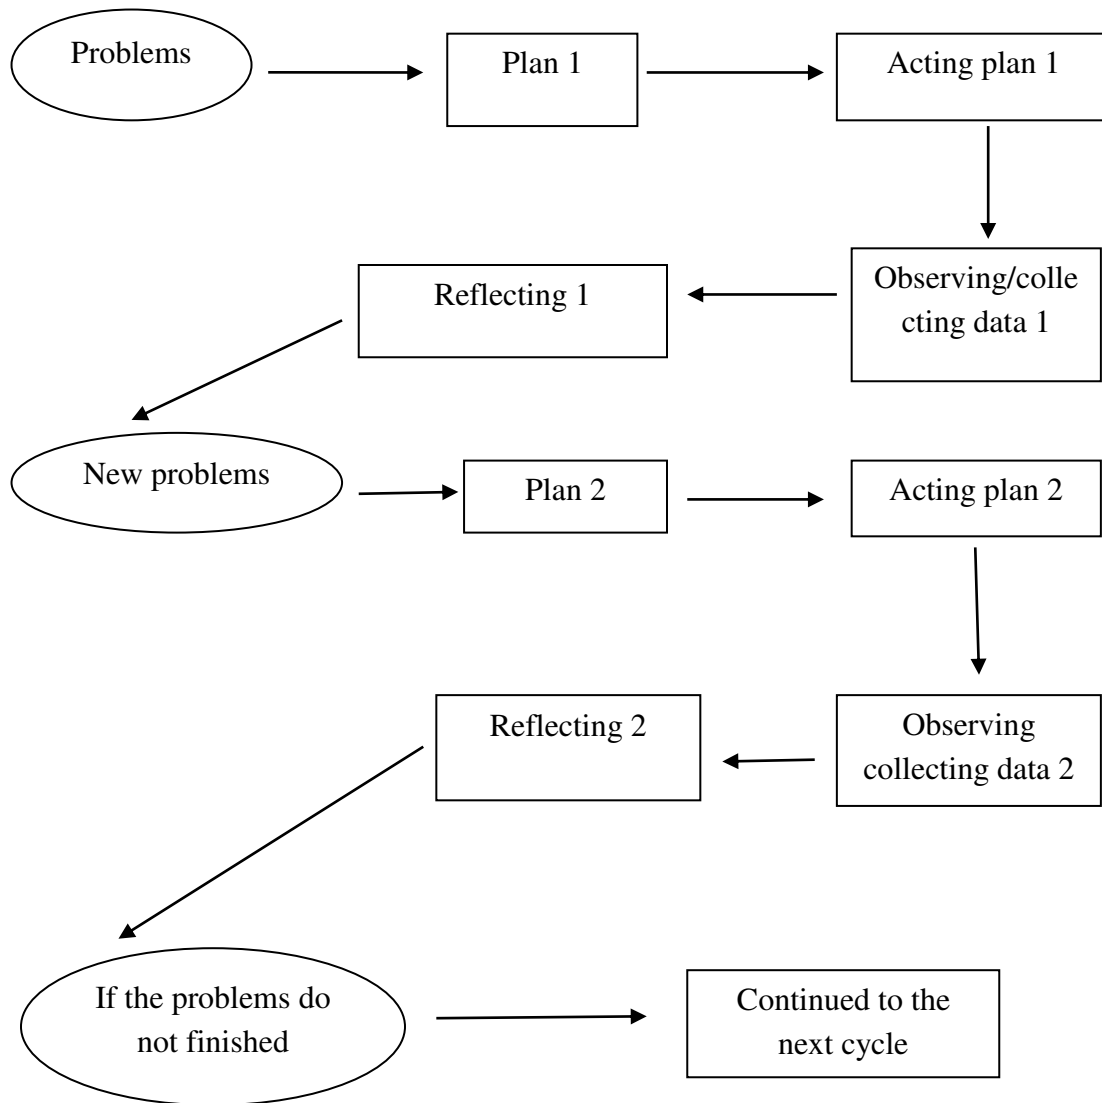 Problems
Plan 1
Acting plan 1
Observing/colle
cting data 1
Reflecting 1
New problems
Plan 2
Acting plan 2
Observing
collecting data 2
Reflecting 2
If the problems do
not finished
Continued to the
next cycle